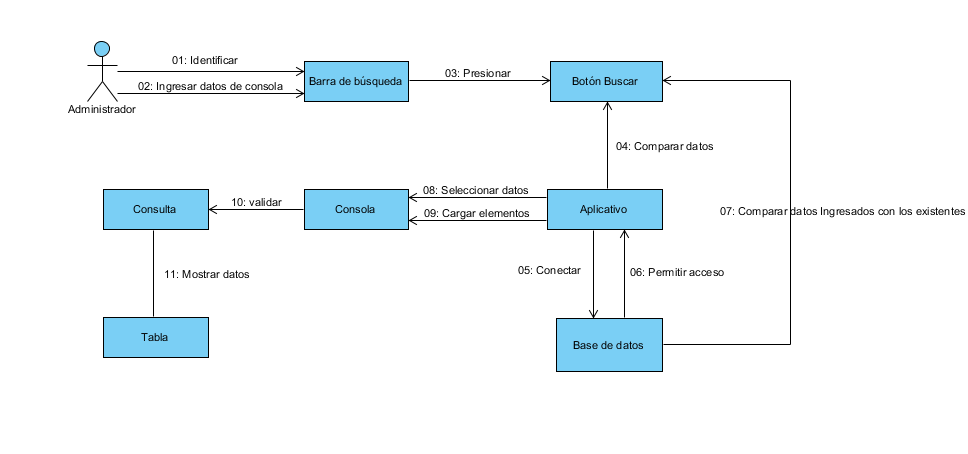 01: Identificar
02: Ingresar datos de consola
Administrador
Barra de búsqueda
03: Presionar
Botón Buscar
04: Comparar datos
Consulta
10: validar
Consola
08: Seleccionar datos
09: Cargar elementos
Aplicativo
07: Comparar datos Ingresados con los existentes
11: Mostrar datos
05: Conectar
06: Permitir acceso
Tabla
Base de datos